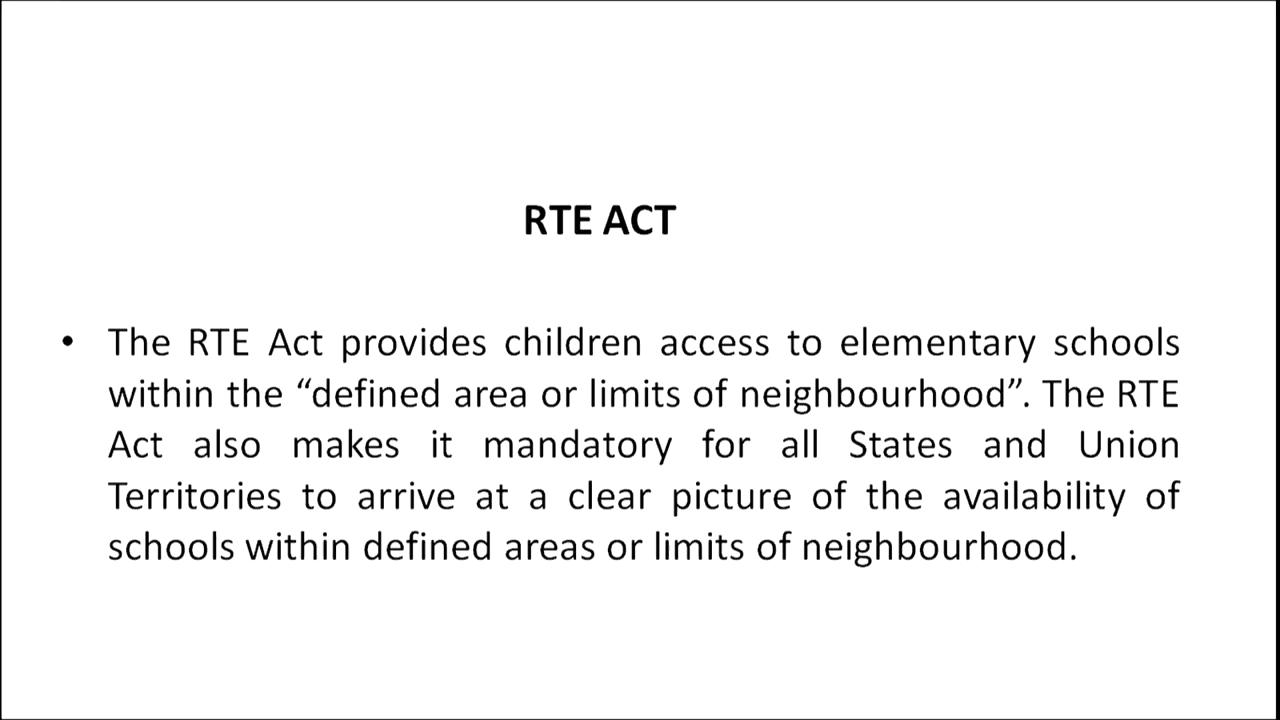 RTE ACT
• The RTE Act provides children access to elementary schools
within the “defined area or limits of neighbourhood”. The RTE
Act also makes it mandatory for all States and Union
Territories to arrive at a clear picture of the availability of
schools within defined areas or limits of neighbourhood.